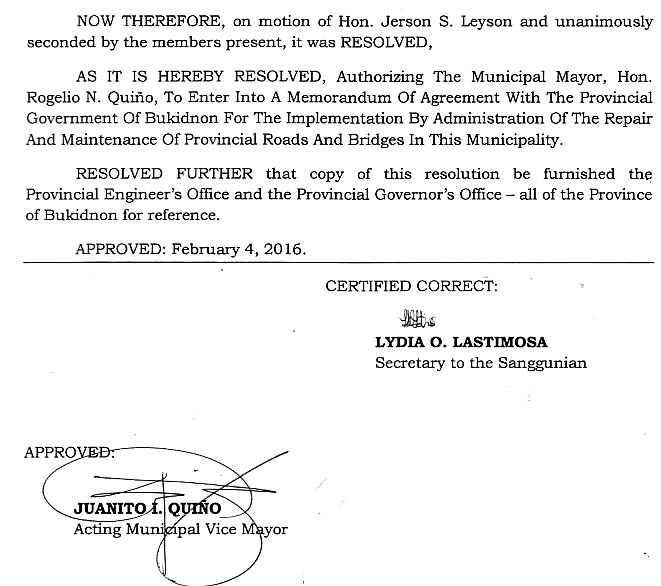 NOW THEREFORE, on motion of Hon. Jerson S. Leyson and unanimously
seconded by the members present, it was RESOLVED,
AS IT IS HEREBY RESOLVED, Authorizing The Municipal Mayor, Hon.
Rogelio N. Quiño, To Enter Into A Memorandum Of Agreement With The Provincial
Government Of Bukidnon For The Implementation By Administration Of The Repair
And Maintenance Of Provincial Roads And Bridges In This Municipality.
RESOLVED FURTHER that copy of this resolution be furnished the
Provincial Engineer's Office and the Provincial Governor's Office – all of the Province
of Bukidnon for reference.
APPROVED: February 4, 2016.
CERTIFIED CORRECT:
LYDIA O. LASTIMOSA
Secretary to the Sanggunian
APPROVED:
JUANITO I. QUIÑO
Acting Municipal Vice Mayor